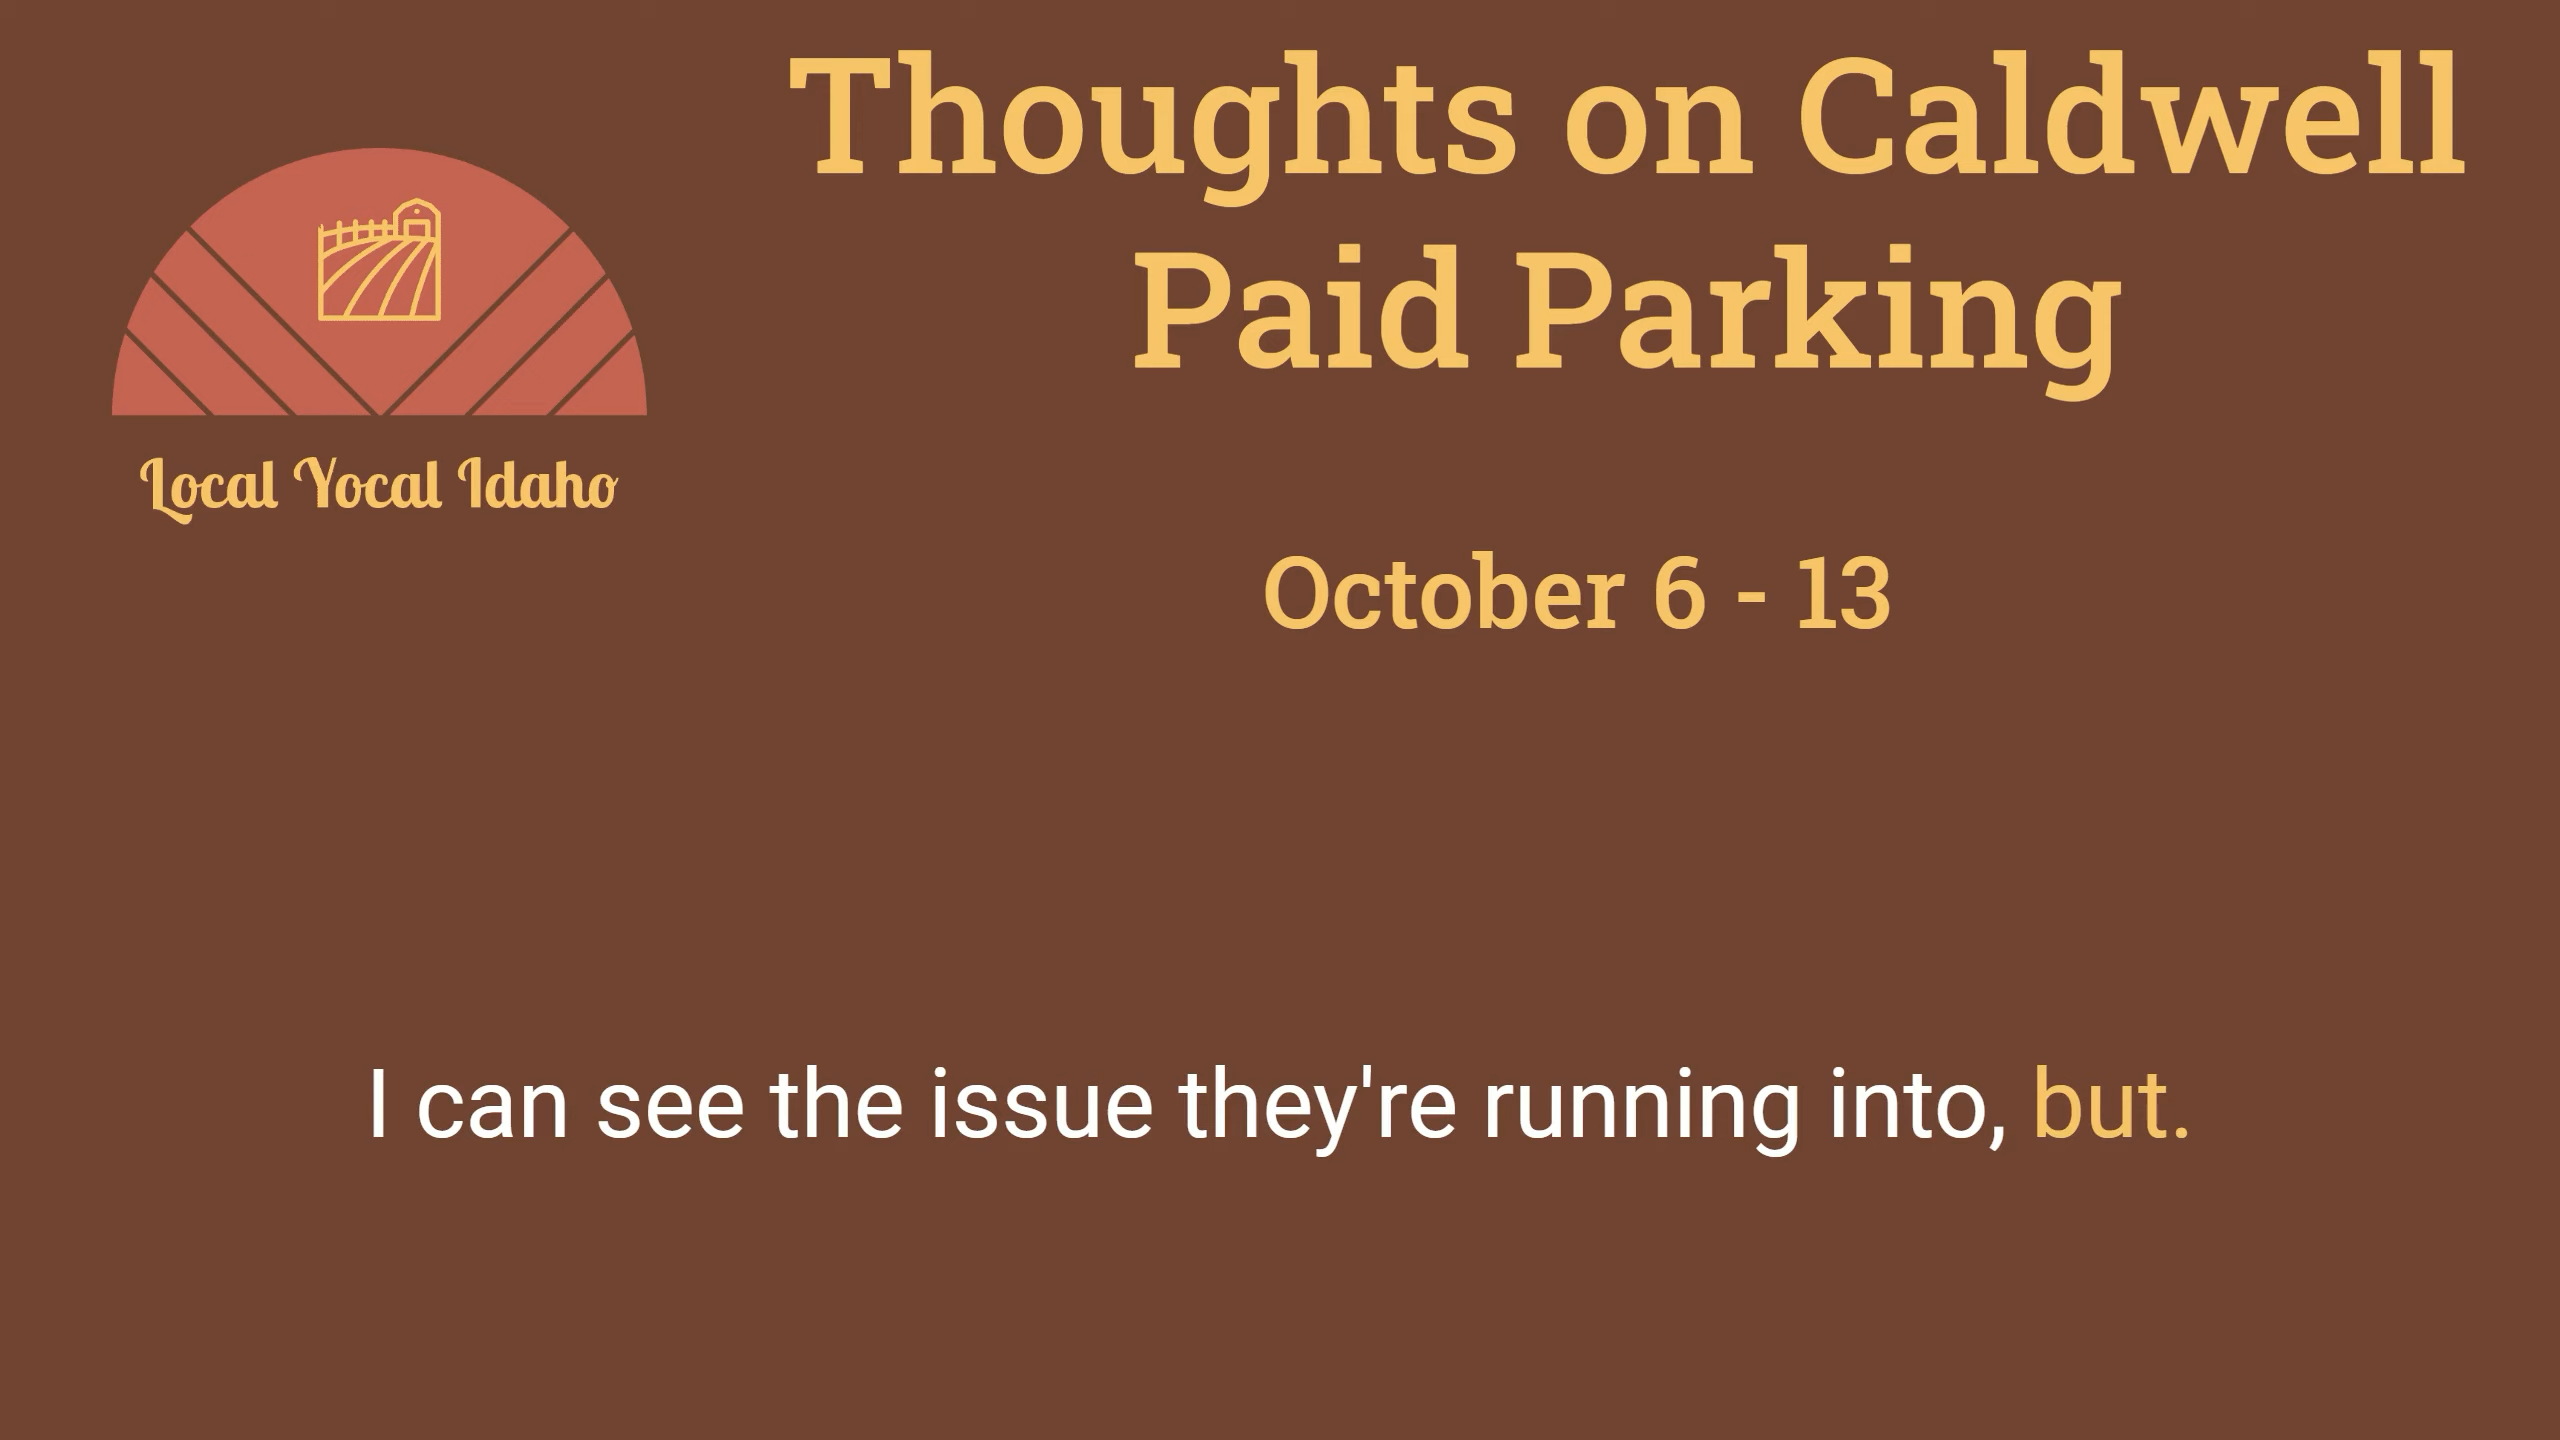 Thoughts on Caldwell
Paid Parking
Local Yocal Idaho
October 6 - 13
I can see the issue they're running into, but.